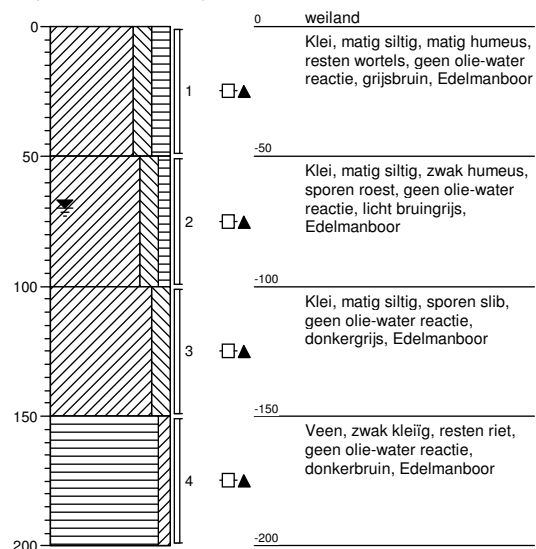 0
50
100
150
200
1
2
3
4
0 weiland
Klei, matig siltig, matig humeus,
resten wortels, geen olie-water
reactie, grijsbruin, Edelmanboor
-50
Klei, matig siltig, zwak humeus,
sporen roest, geen olie-water
reactie, licht bruingrijs,
Edelmanboor
-100
Klei, matig siltig, sporen slib,
geen olie-water reactie,
donkergrijs, Edelmanboor
-150
Veen, zwak kleiïg, resten riet,
geen olie-water reactie,
donkerbruin, Edelmanboor
-200